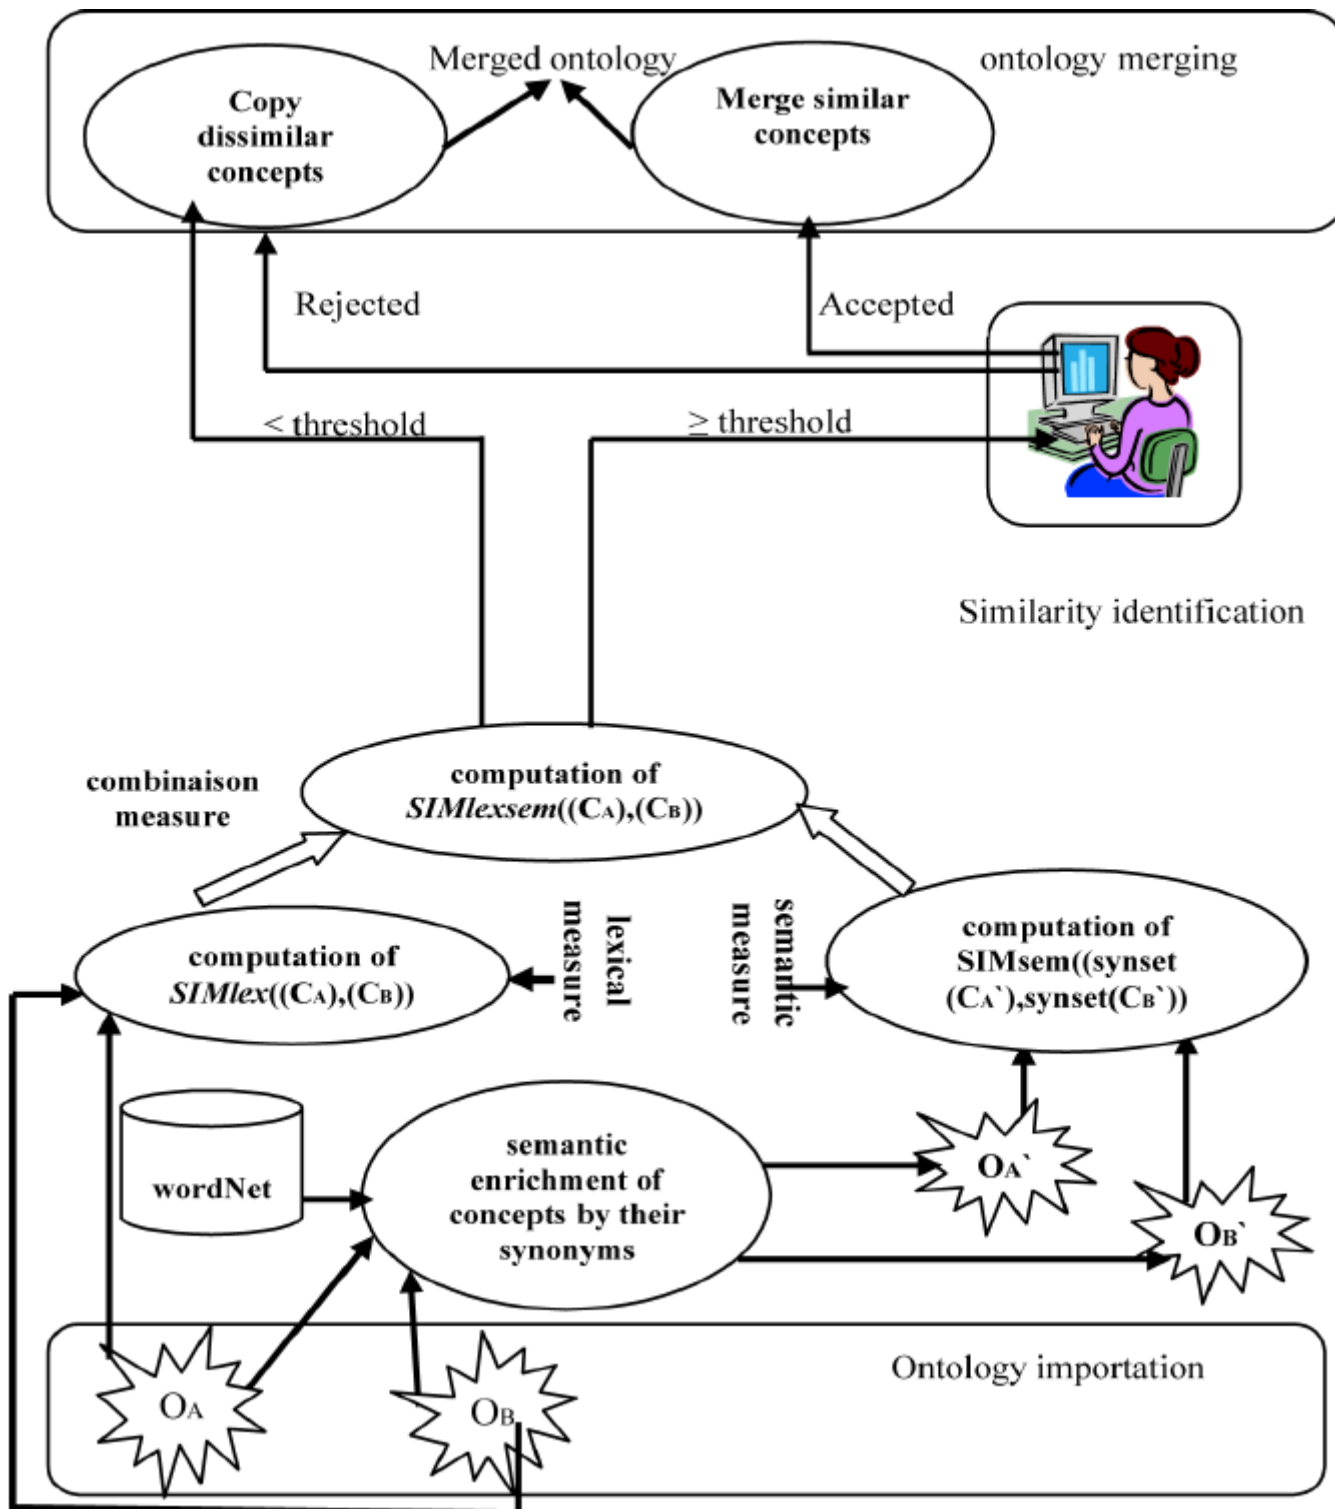 Merged ontology
ontology merging
Copy
dissimilar
concepts
Merge similar
concepts
Rejected
Accepted
< threshold
≥ threshold
Similarity identification
combinaison
measure
computation of
SIMlexsem((CA),(CB))
computation of
SIMlex((CA),(CB))
lexical
measure
semantic
measure
computation of
SIMsem((synset
(CA`),synset(CB`))
wordNet
semantic
enrichment of
concepts by their
synonyms
OA`
OB`
Ontology importation
OA
OB